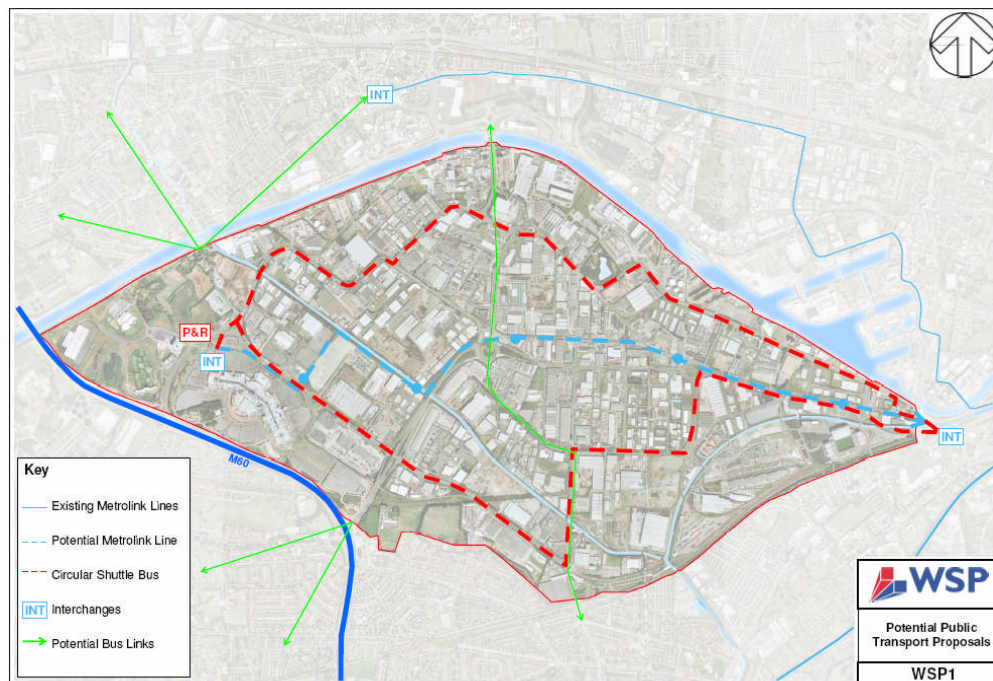 INT
P&R
INT
INT
M60
Key
Existing Metrolink Lines
Potential Metrolink Line
Circular Shuttle Bus
INT Interchanges
Potential Bus Links
WSP
Potential Public
Transport Proposals
WSP1